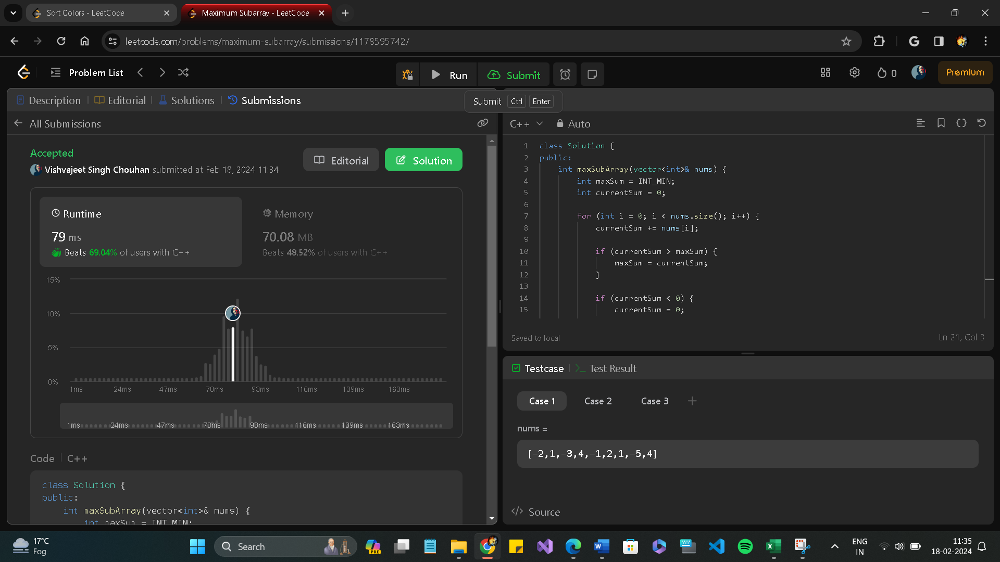 Sort Colors - LeetCode
Maximum Subarray - LeetCode
leetcode.com/problems/maximum-subarray/submissions/1178595742/
Problem List
Run
Submit
0
Premium
Description
Editorial
Solutions
Submissions
Submit Ctrl Enter
All Submissions
Accepted
Vishvajeet Singh Chouhan submitted at Feb 18, 2024 11:34
Editorial
Solution
Runtime
79 ms
Beats 69.04% of users with C++
Memory
70.08 MB
Beats 48.52% of users with C++
15%
10%
5%
0%
1ms 24ms 47ms 70ms 93ms 116ms 139ms 163ms
1ms 24ms 47ms 70ms 93ms 116ms 139ms 163ms
Code C++
class Solution {
public:
int maxSubArray(vector<int>& nums) {
int maxSum = INT_MIN;
C++ Auto
1 class Solution {
2 public:
3 int maxSubArray(vector<int>& nums) {
4 int maxSum = INT_MIN;
5 int currentSum = 0;
6
7 for (int i = 0; i < nums.size(); i++) {
8 currentSum += nums[i];
9
10 if (currentSum > maxSum) {
11 maxSum = currentSum;
12 }
13
14 if (currentSum < 0) {
15 currentSum = 0;
Saved to local
Ln 21, Col 3
Testcase
Test Result
Case 1 Case 2 Case 3
nums =
[-2,1,-3,4,-1,2,1,-5,4]
Source
17°C
Fog
Search
PRE
ENG
IN
11:35
18-02-2024